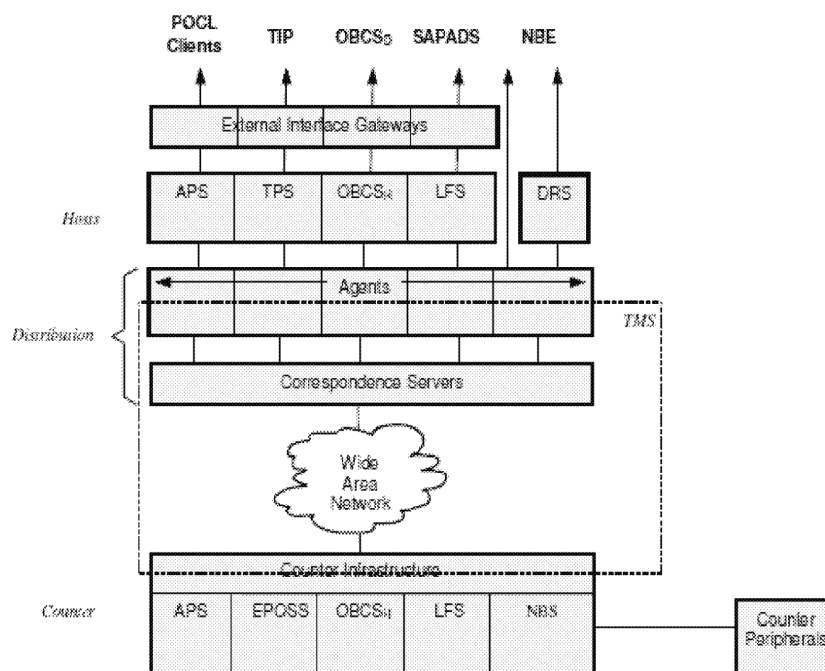 POCL
Clients
TIP
OBCS
SAPADS
NBE
External Interface Gateways
APS
TPS
OBCS
LFS
DRS
Hosts
Agents
Distribution
TMS
Correspondence Servers
Wide
Area
Network
Counter Infrastructure
Counter
APS
EPOSS
OBCS
LFS
NBS
Counter
Peripherals